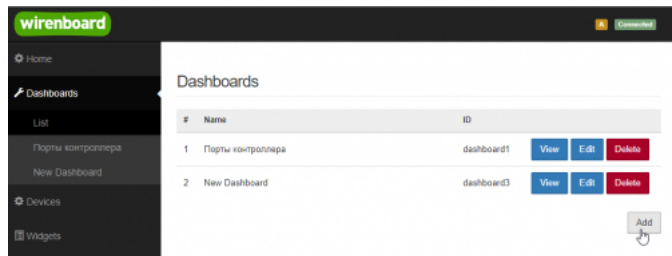 wirenboard
A Connected
Home
Dashboards
List
Порты контроллера
New Dashboard
Devices
Widgets
Dashboards
# Name ID
1 Порты контроллера dashboard1 View Edit Delete
2 New Dashboard dashboard3 View Edit Delete
Add